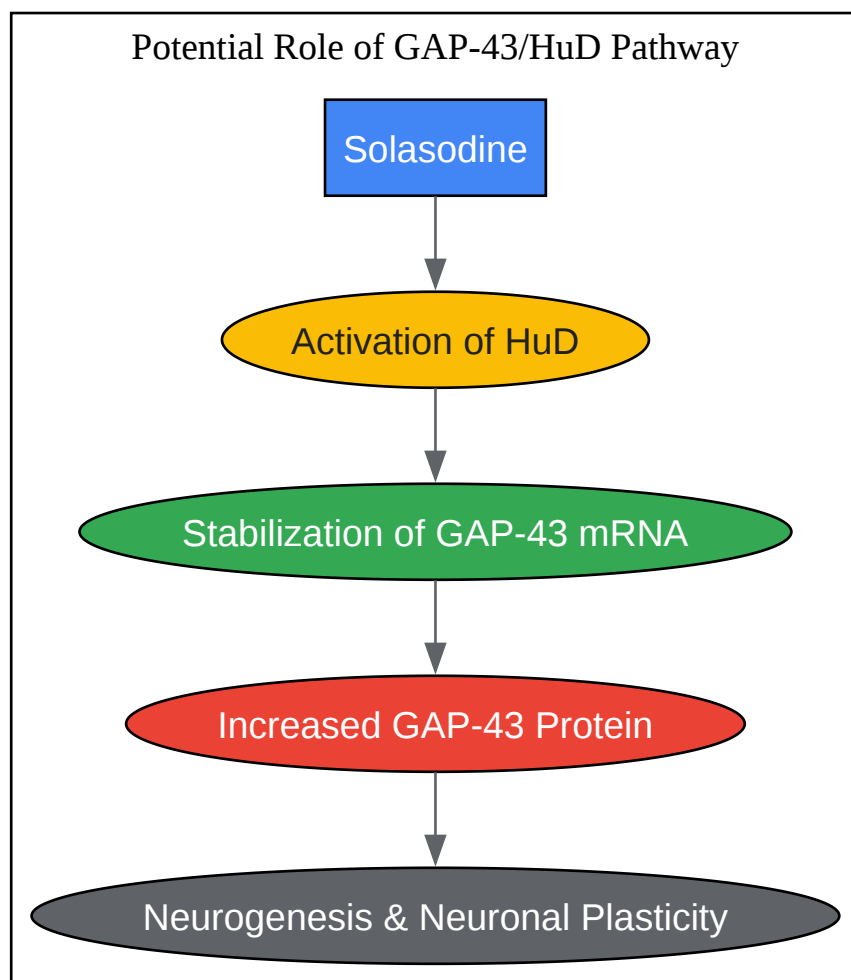 Potential Role of GAP-43/HuD Pathway
Solasodine
Activation of HuD
Stabilization of GAP-43 mRNA
Increased GAP-43 Protein
Neurogenesis & Neuronal Plasticity